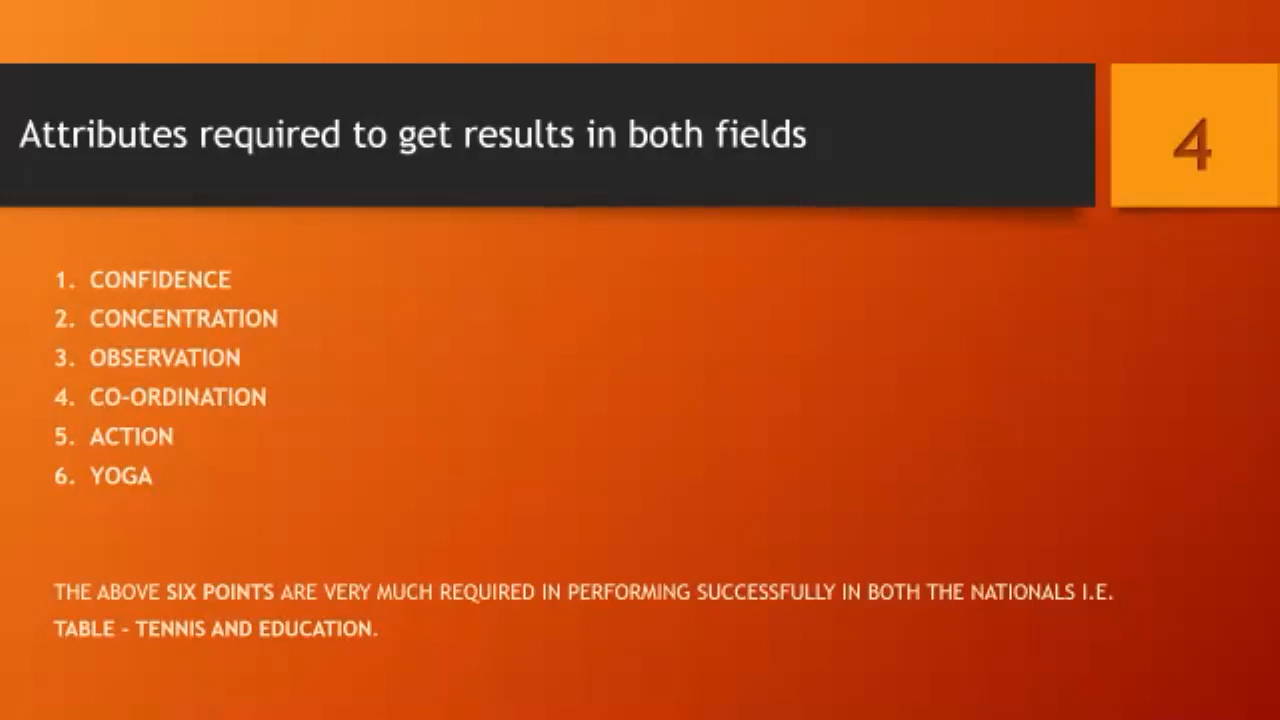 Attributes required to get results in both fields
4
1. CONFIDENCE
2. CONCENTRATION
3. OBSERVATION
4. CO-ORDINATION
5. ACTION
6. YOGA
THE ABOVE SIX POINTS ARE VERY MUCH REQUIRED IN PERFORMING SUCCESSFULLY IN BOTH THE NATIONALS I.E.
TABLE - TENNIS AND EDUCATION.